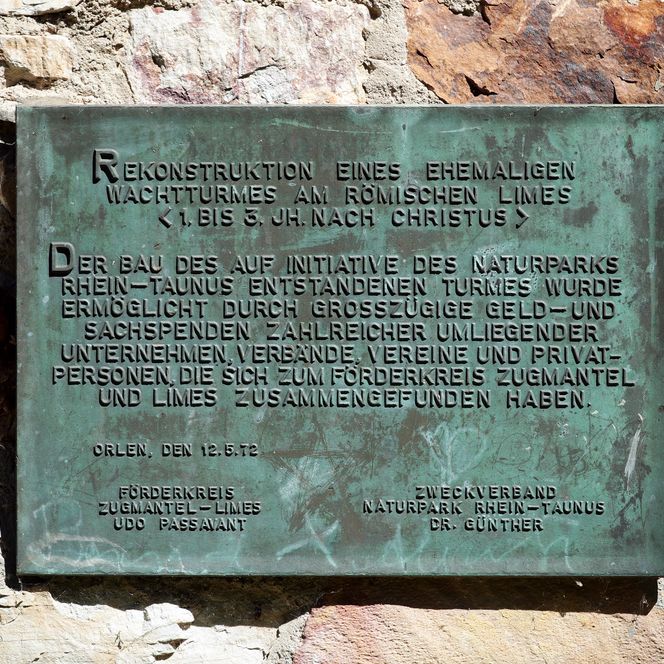 REKONSTRUKTION EINES EHEMALIGEN
WACHTTURMES AM RÖMISCHEN LIMES
<1. BIS 3. JH. NACH CHRISTUS>
DER BAU DES AUF INITIATIVE DES NATURPARKS
RHEIN-TAUNUS ENTSTANDENEN TURMES WURDE
ERMÖGLICHT DURCH GROSSZÜGIGE GELD- UND
SACHSPENDEN ZAHLREICHER UMLIEGENDER
UNTERNEHMEN, VERBÄNDE, VEREINE UND PRIVAT-
PERSONEN, DIE SICH ZUM FÖRDERKREIS ZUGMANTEL
UND LIMES ZUSAMMENGEFUNDEN HABEN.
ORLEN, DEN 12.5.72
FÖRDERKREIS
ZUGMANTEL-LIMES
UDO PASSAVANT
ZWECKVERBAND
NATURPARK RHEIN-TAUNUS
DR. GÜNTHER